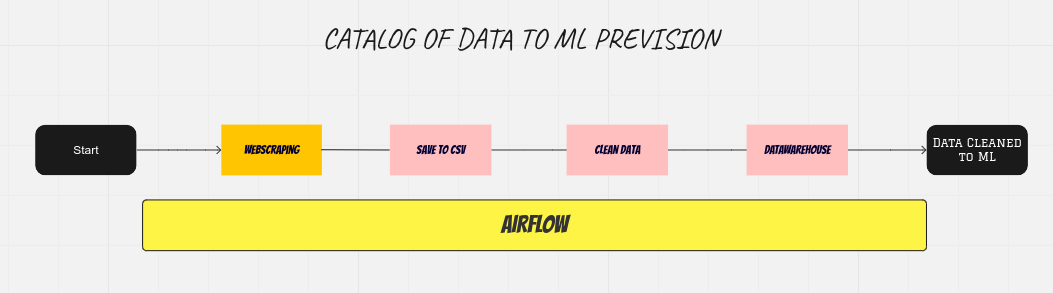 CATALOG OF DATA TO ML PREVISION
Start
WEBSCRAPING
SAVE TO CSV
CLEAN DATA
DATAWAREHOUSE
Data Cleaned
to ML
AIRFLOW